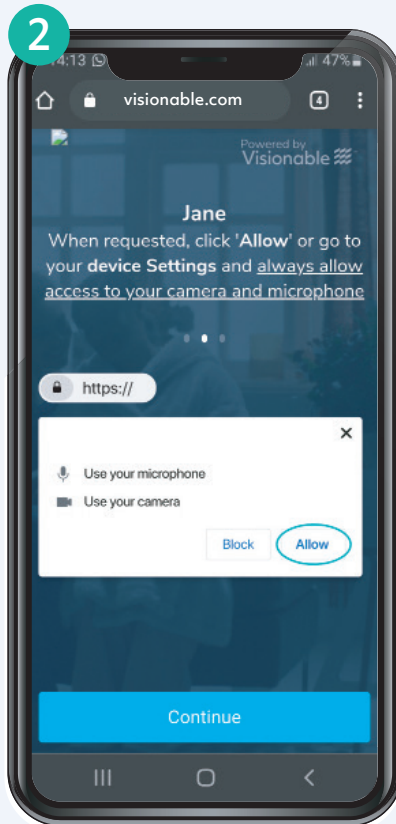 2
14:13 47%
visionable.com 4
Powered by
Visionable
Jane
When requested, click 'Allow' or go to
your device Settings and always allow
access to your camera and microphone
https://
Use your microphone
Use your camera
Block Allow
Continue